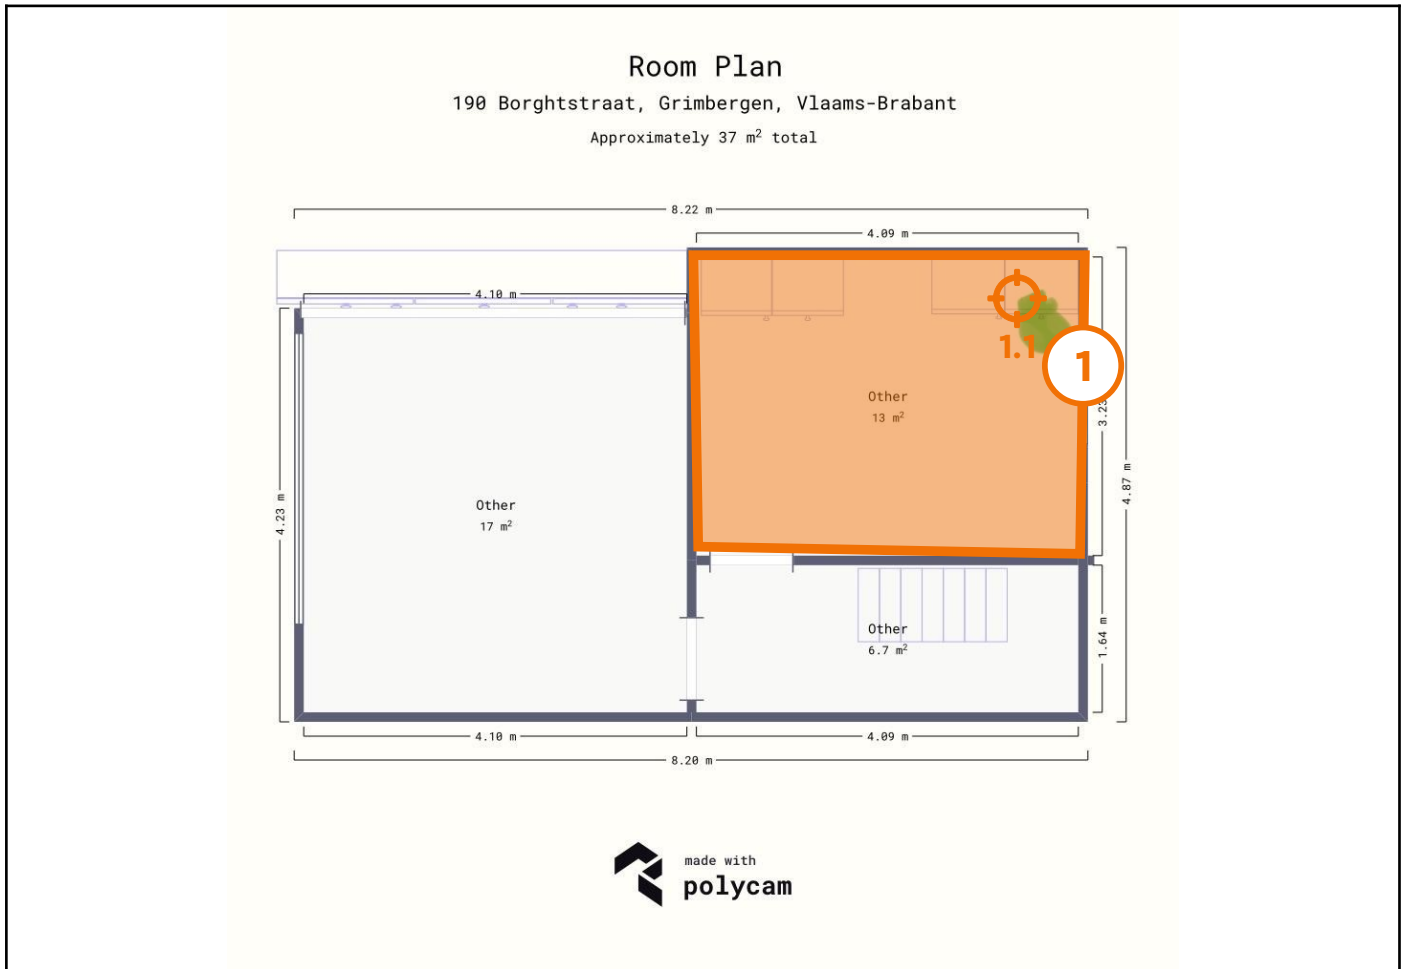 Room Plan
190 Borghtstraat, Grimbergen, Vlaams-Brabant
Approximately 37 m² total
8.22 m
4.09 m
4.10 m
1.1
1
Other
13 m²
3.23
4.87 m
4.23 m
Other
17 m²
Other
6.7 m²
1.64 m
4.10 m
4.09 m
8.20 m
made with
polycam